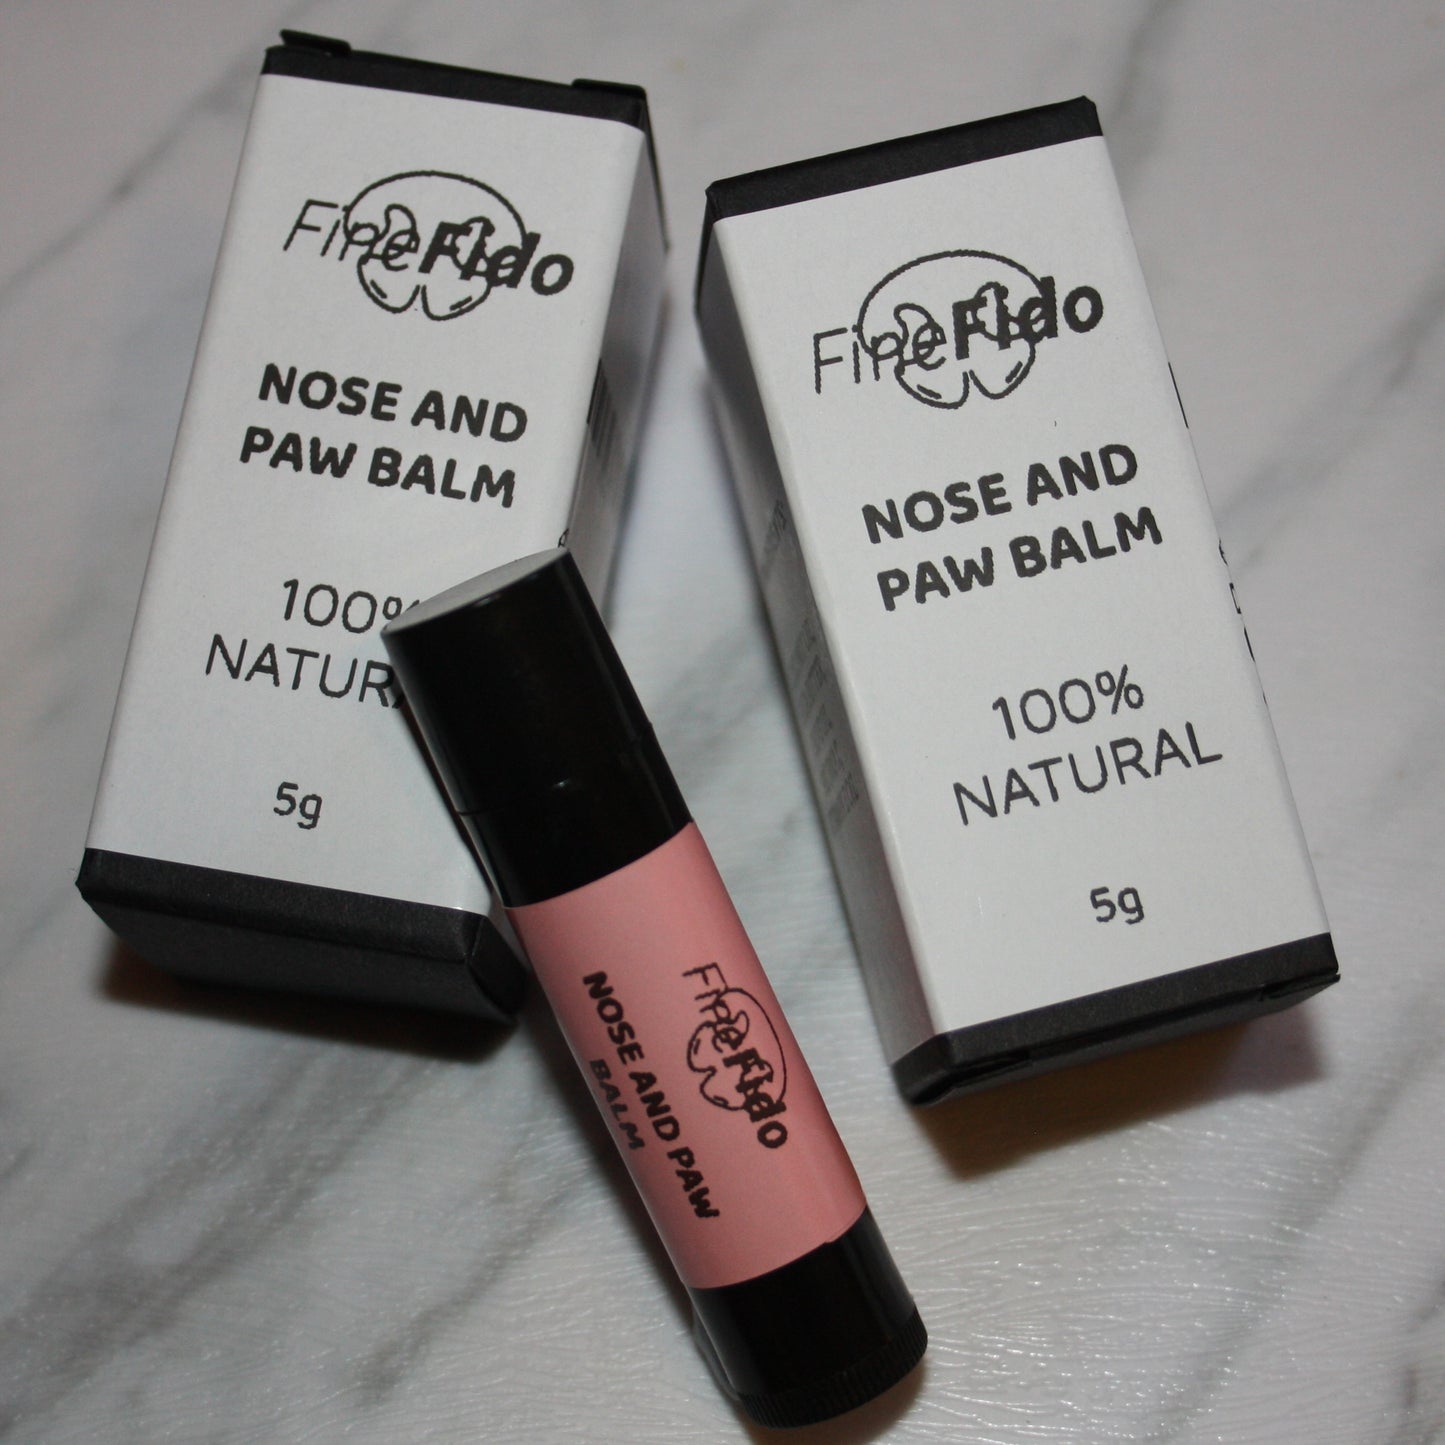 FineFido
NOSE AND
PAW BALM
100%
NATURA
5g
FineFido
NOSE AND
PAW BALM
100%
NATURAL
5g
FineFido
NOSE AND PAW
BALM